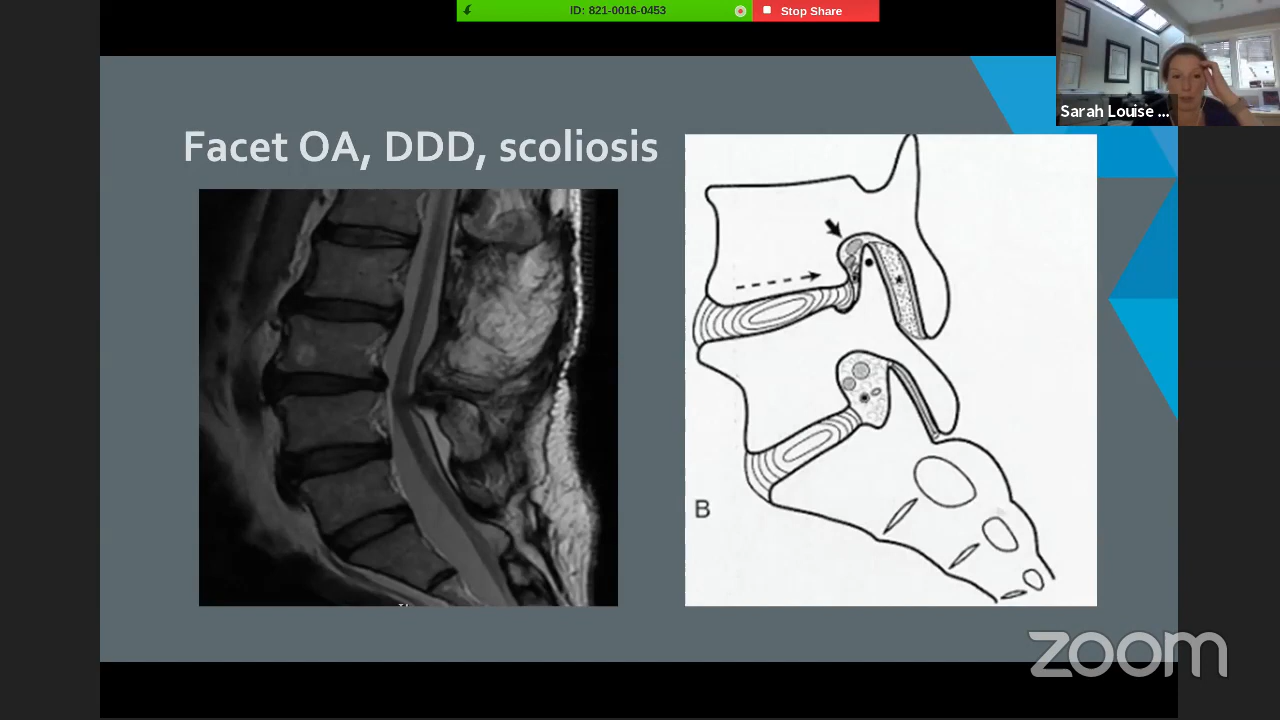 ID: 821-0016-0453
Stop Share
Sarah Louise ...
Facet OA, DDD, scoliosis
B
zoom